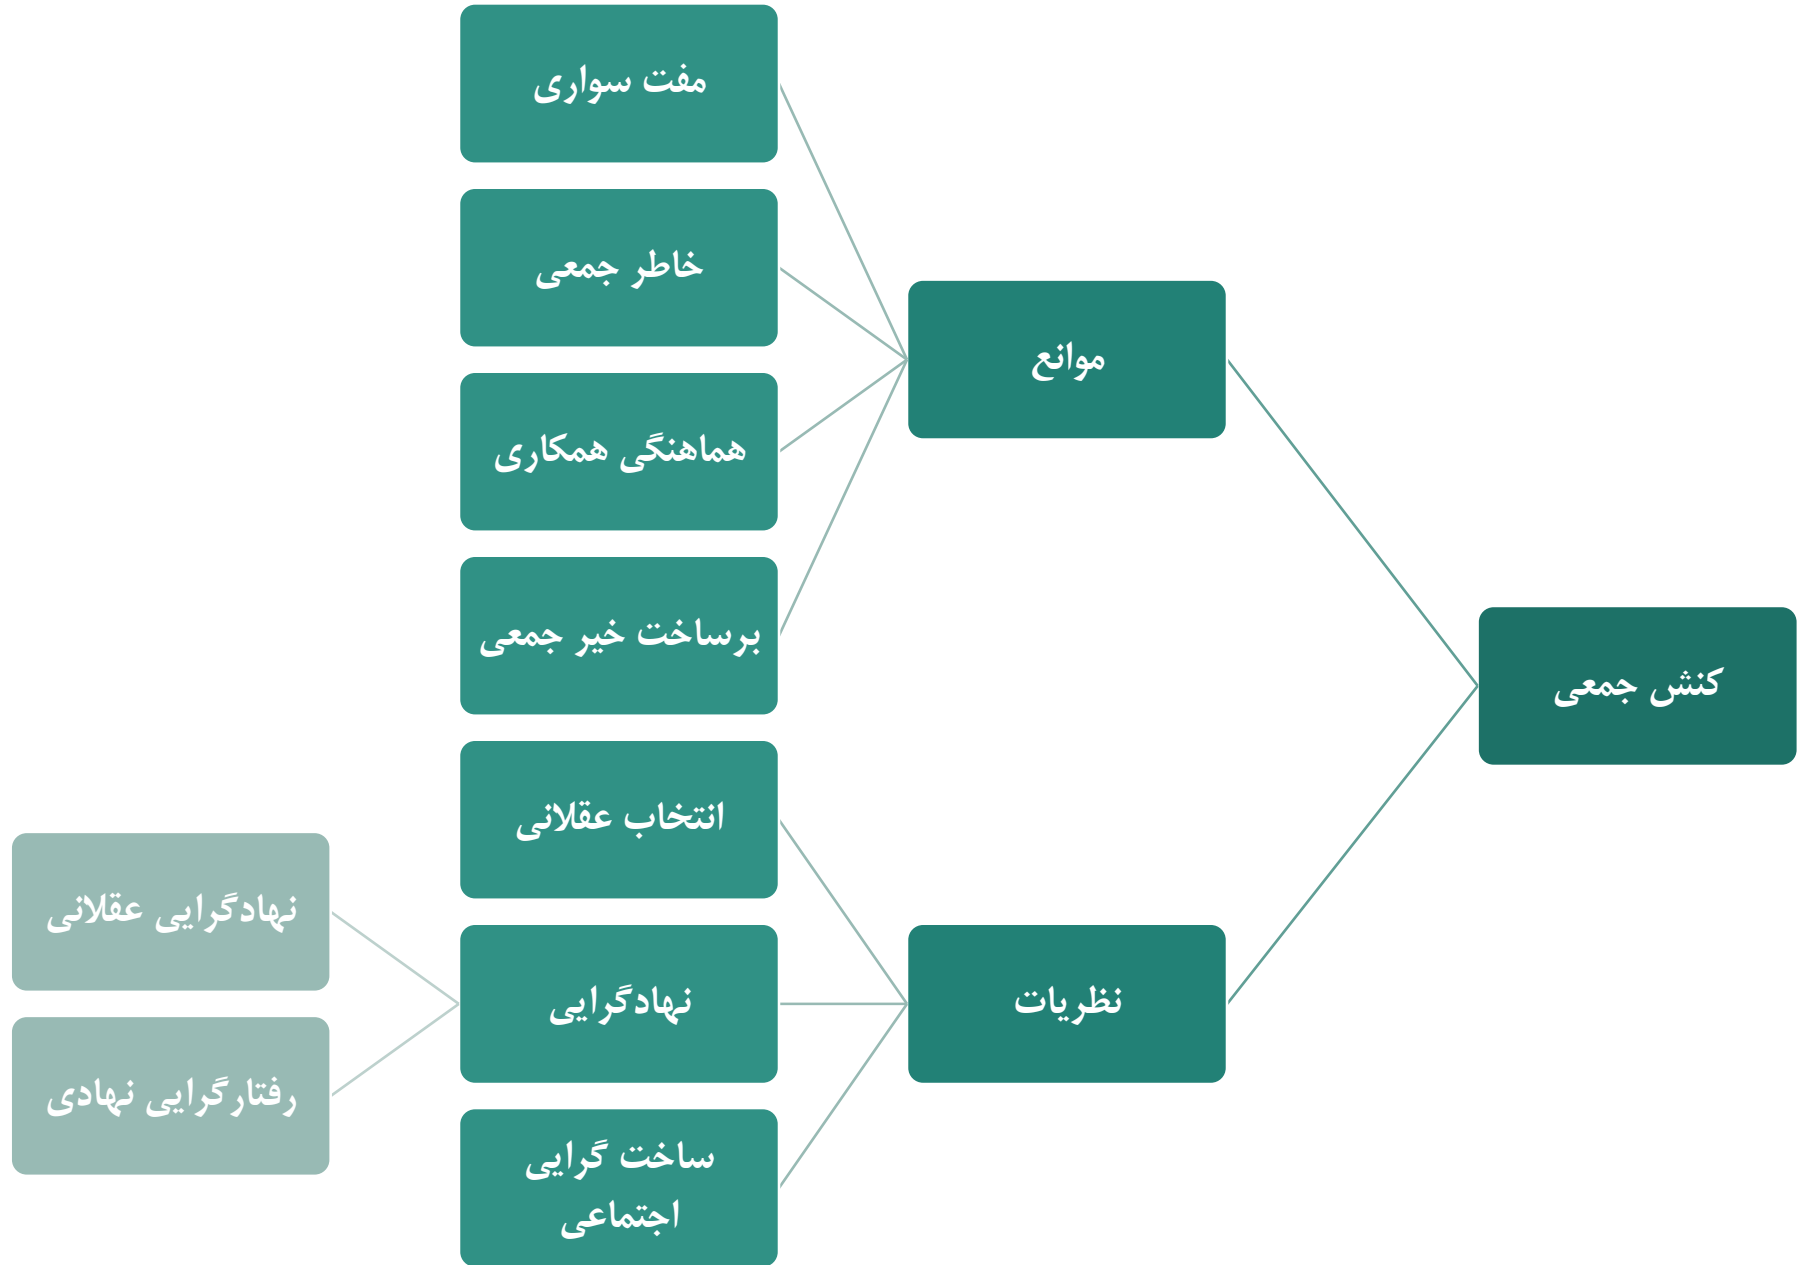 کنش جمعی
موانع
مفت سواری
خاطر جمعی
هماهنگی همکاری
برساخت خیر جمعی
نظریات
انتخاب عقلانی
نهادگرایی
نهادگرایی عقلانی
رفتارگرایی نهادی
ساخت گرایی
اجتماعی